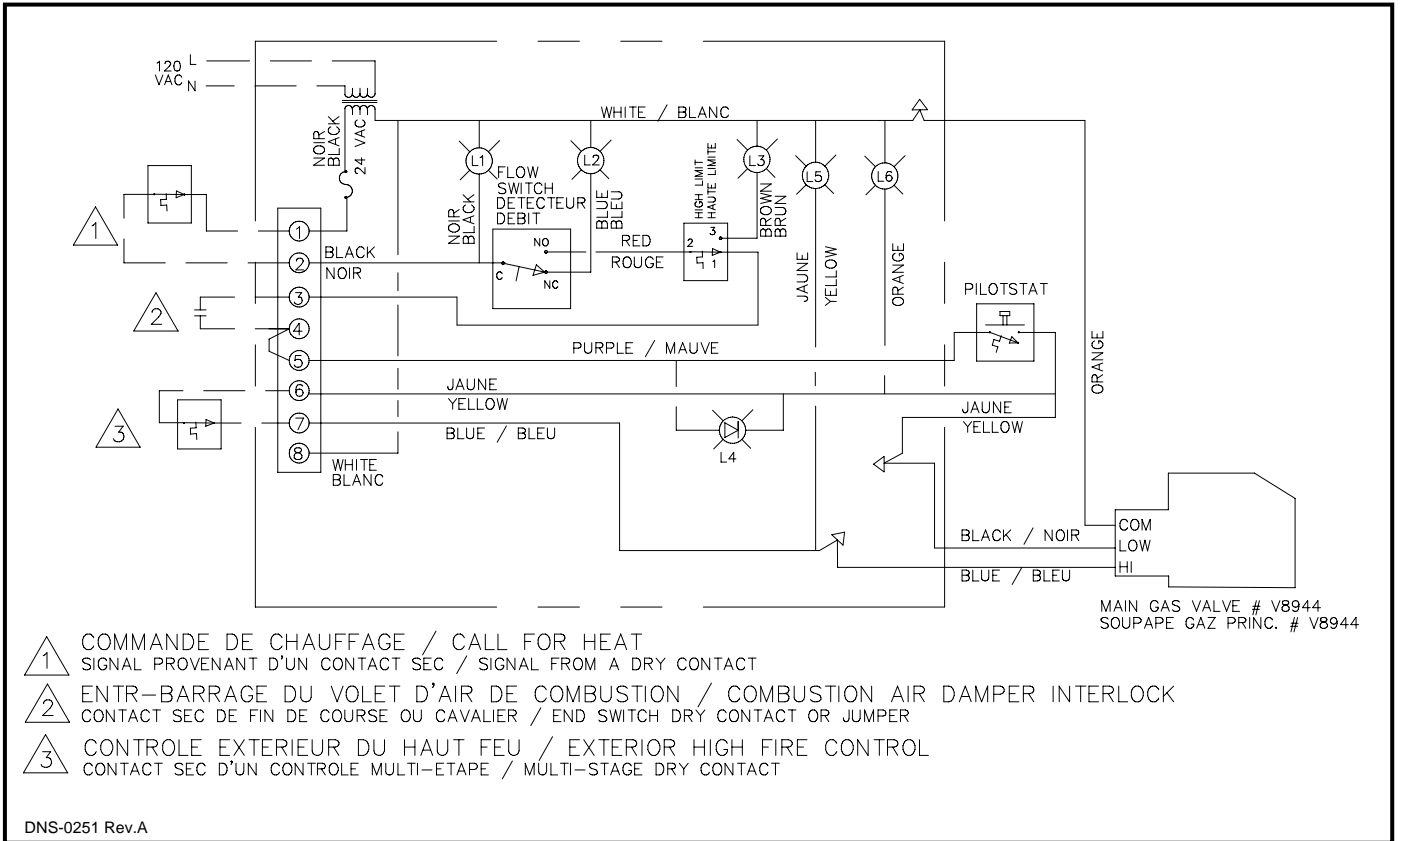 120 L
VAC N
NOIR
BLACK
24 VAC
WHITE / BLANC
L1
L2
L3
L5
L6
FLOW
SWITCH
DETECTEUR
DEBIT
NOIR
BLACK
BLUE
BLEU
HIGH LIMIT
HAUTE LIMITE
BROWN
BRUN
NO
C
NC
RED
ROUGE
2
3
1
JAUNE
YELLOW
ORANGE
PILOTSTAT
ORANGE
1
2
3
1
2
3
4
5
6
7
8
BLACK
NOIR
PURPLE / MAUVE
JAUNE
YELLOW
BLUE / BLEU
L4
WHITE
BLANC
JAUNE
YELLOW
BLACK / NOIR
BLUE / BLEU
COM
LOW
HI
MAIN GAS VALVE # V8944
SOUPAPE GAZ PRINC. # V8944
1 COMMANDE DE CHAUFFAGE / CALL FOR HEAT
SIGNAL PROVENANT D'UN CONTACT SEC / SIGNAL FROM A DRY CONTACT
2 ENTR-BARRAGE DU VOLET D'AIR DE COMBUSTION / COMBUSTION AIR DAMPER INTERLOCK
CONTACT SEC DE FIN DE COURSE OU CAVALIER / END SWITCH DRY CONTACT OR JUMPER
3 CONTROLE EXTERIEUR DU HAUT FEU / EXTERIOR HIGH FIRE CONTROL
CONTACT SEC D'UN CONTROLE MULTI-ETAPE / MULTI-STAGE DRY CONTACT
DNS-0251 Rev.A